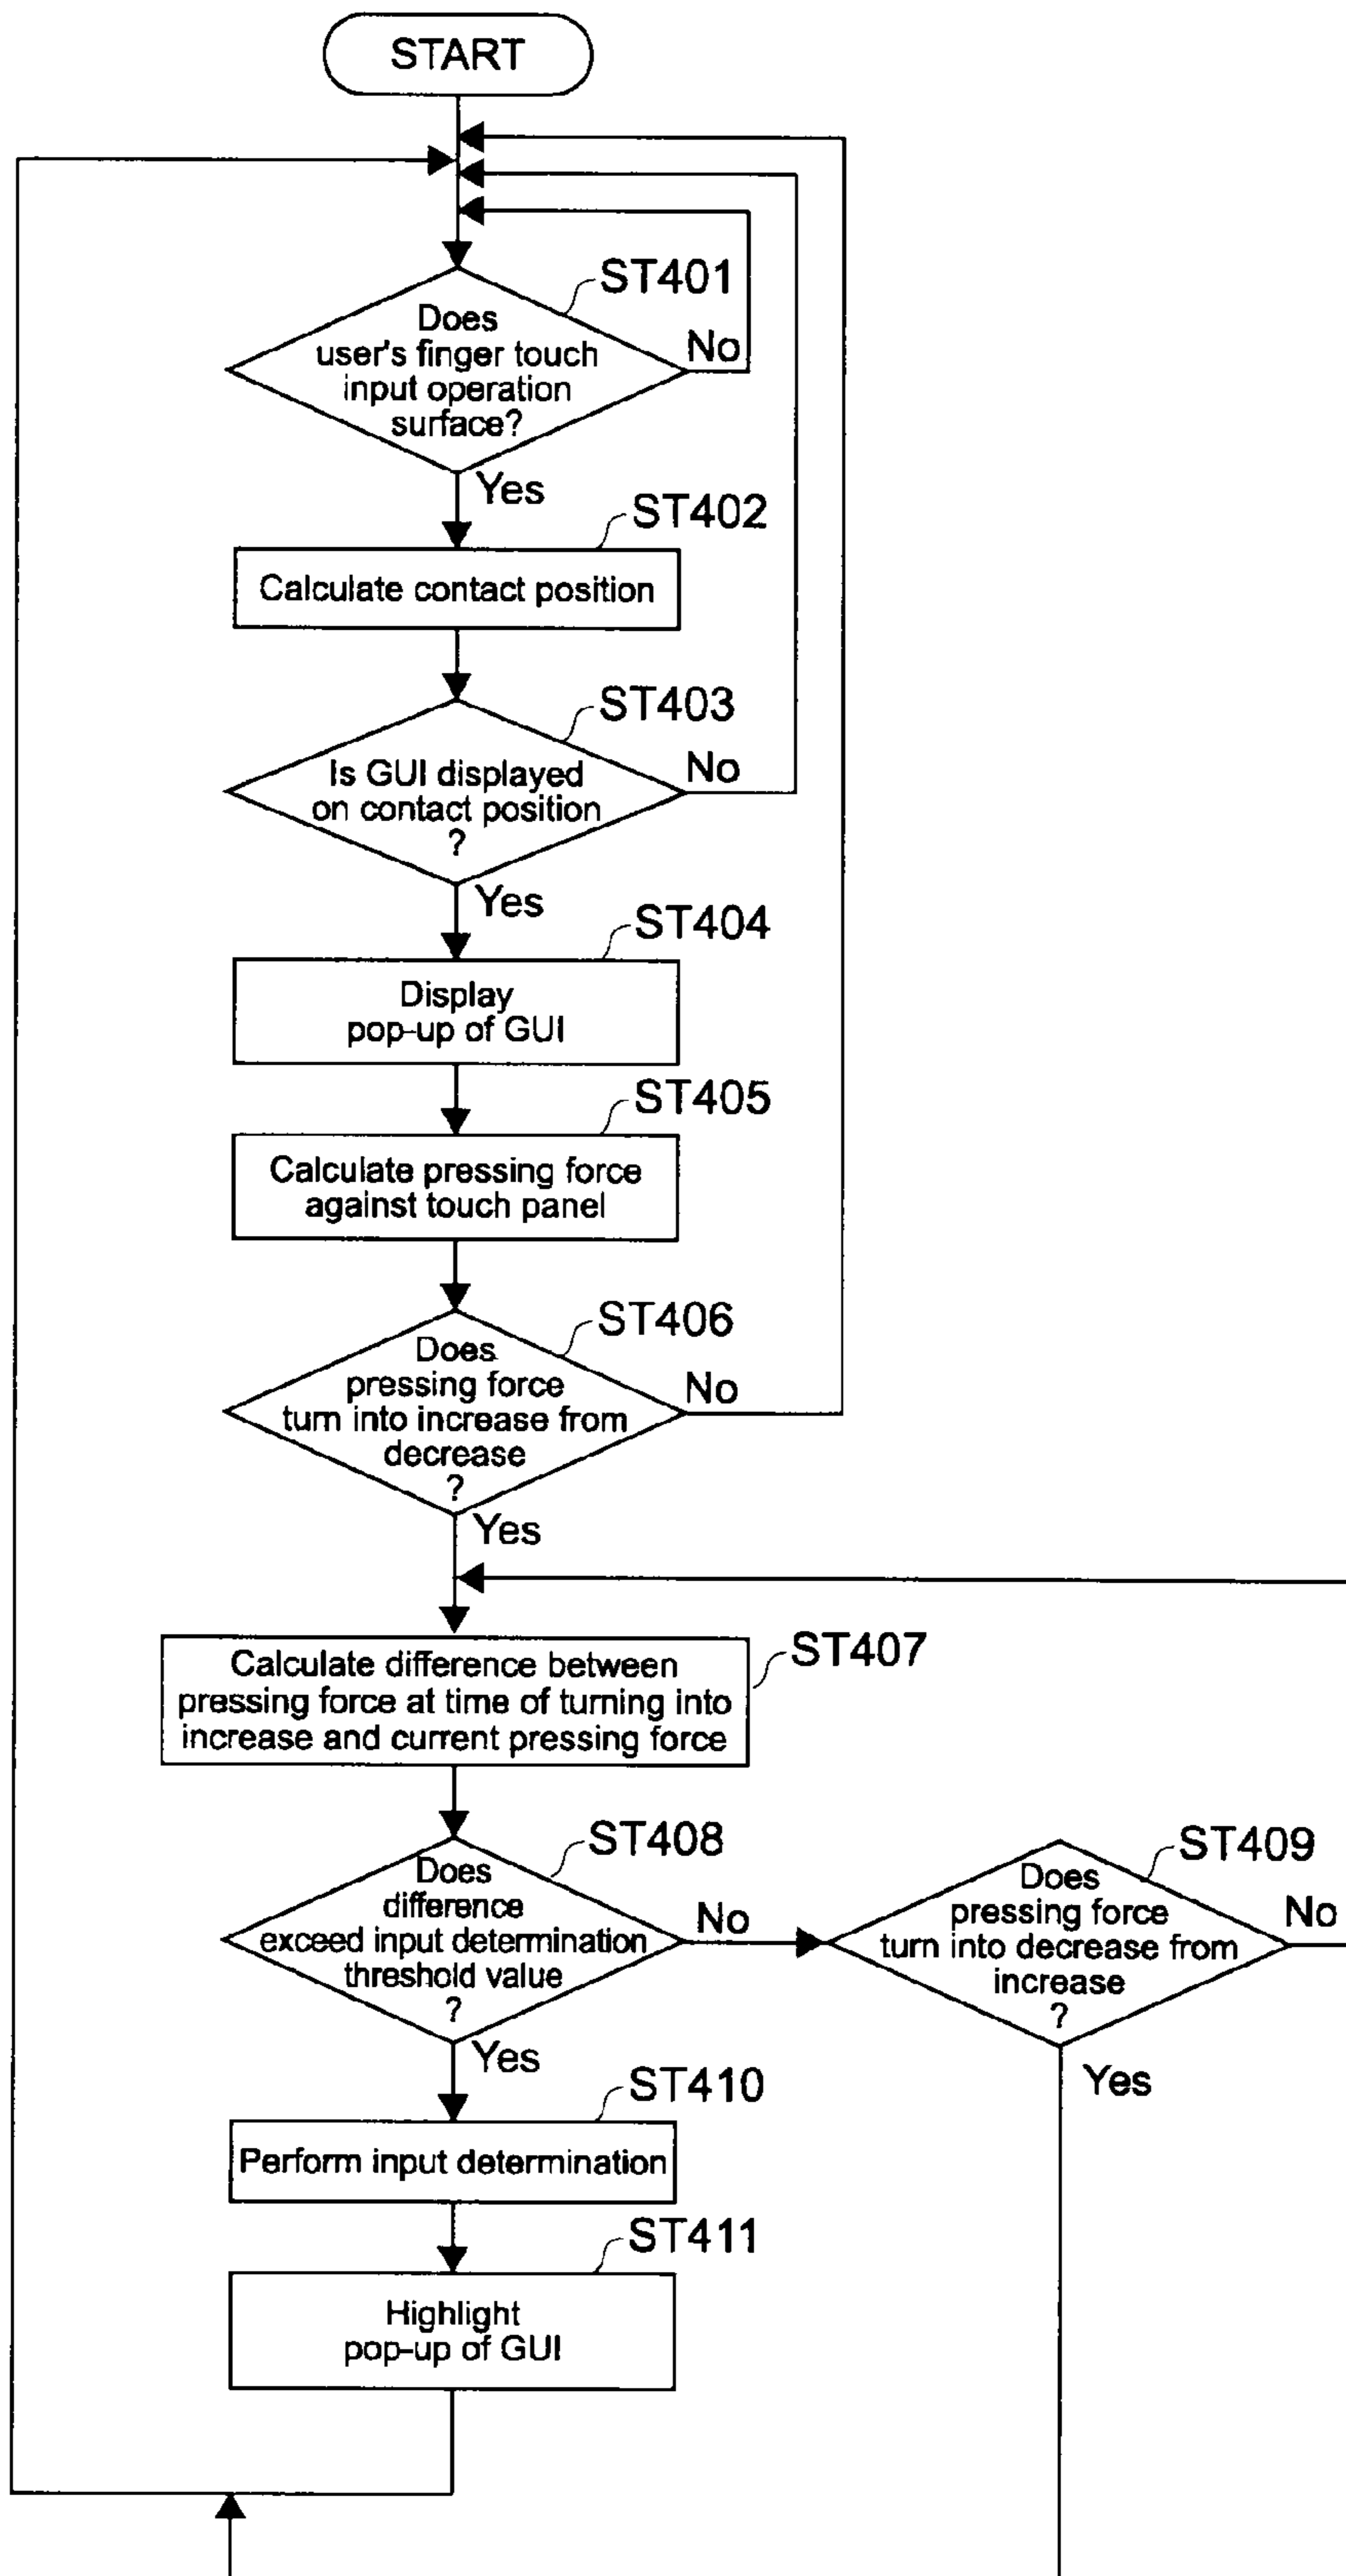 START
ST401
Does
user's finger touch
input operation
surface?
No
Yes
ST402
Calculate contact position
ST403
Is GUI displayed
on contact position
?
No
Yes
ST404
Display
pop-up of GUI
ST405
Calculate pressing force
against touch panel
ST406
Does
pressing force
turn into increase from
decrease
?
No
Yes
ST407
Calculate difference between
pressing force at time of turning into
increase and current pressing force
ST408
Does
difference
exceed input determination
threshold value
?
No
Yes
ST409
Does
pressing force
turn into decrease from
increase
?
No
Yes
ST410
Perform input determination
ST411
Highlight
pop-up of GUI